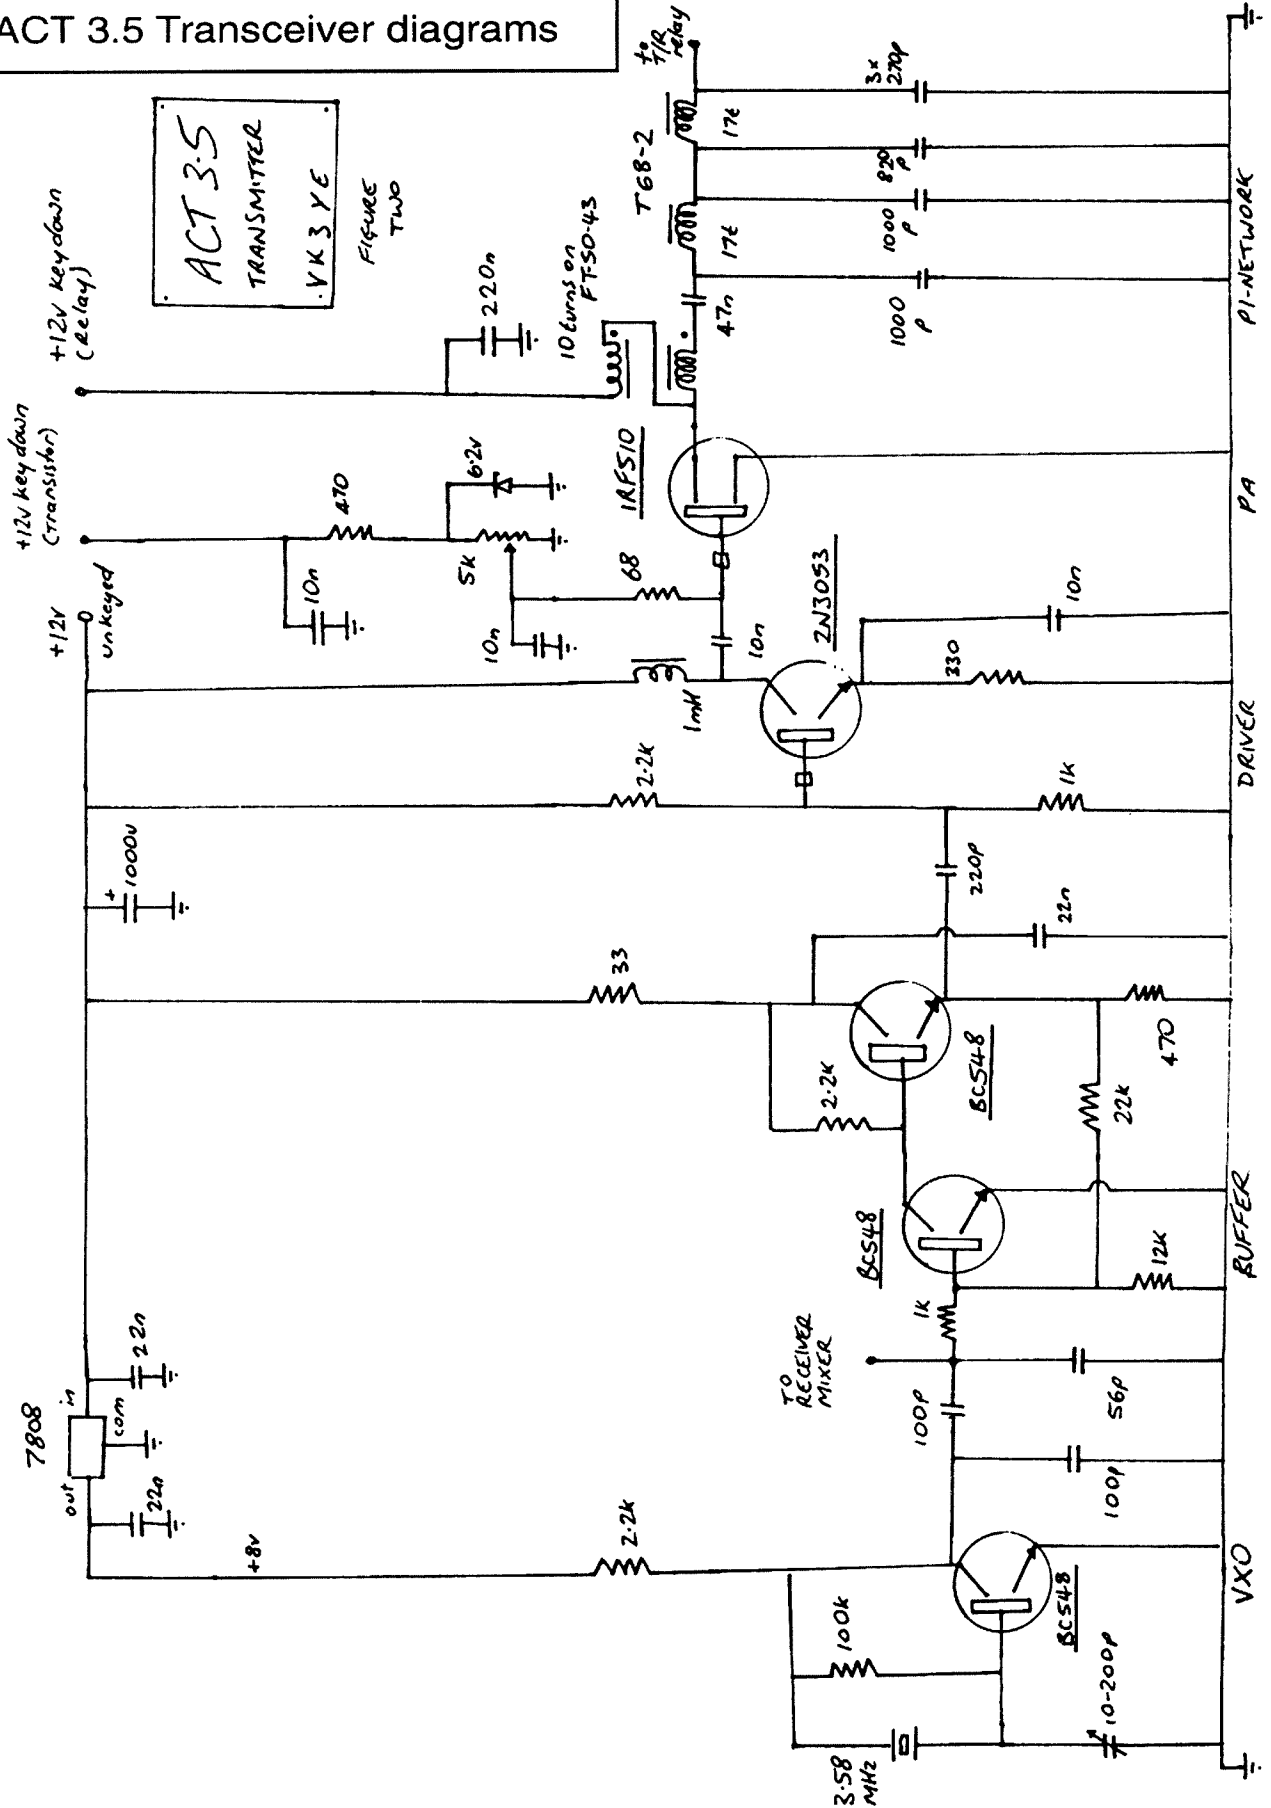 ACT 3.5 Transceiver diagrams
ACT 3.5
TRANSMITTER
VK3YE
FIGURE
TWO
7808
out
in
com
22n
22n
+8v
1000u
+
+12v
unkeyed
+12v keydown
(transistor)
+12v keydown
(relay)
10n
470
6.2v
5k
10n
68
220n
10 turns on
FT50-43
2.2k
100k
3.58
MHz
10-200p
BC548
100p
100p
TO
RECEIVER
MIXER
56p
1k
12k
BC548
2.2k
33
22k
BC548
470
22n
220p
2.2k
1k
1mH
10n
2N3053
330
10n
IRF510
47n
T68-2
17t
17t
to
T/R
relay
1000
p
1000
p
820
p
3x
270p
VXO
BUFFER
DRIVER
PA
PI-NETWORK